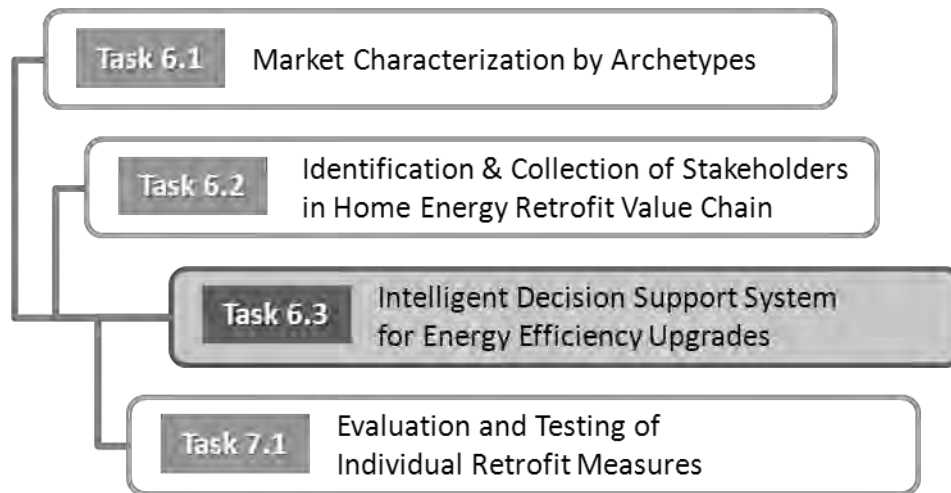 Task 6.1 Market Characterization by Archetypes
Task 6.2 Identification & Collection of Stakeholders
in Home Energy Retrofit Value Chain
Task 6.3 Intelligent Decision Support System
for Energy Efficiency Upgrades
Task 7.1 Evaluation and Testing of
Individual Retrofit Measures